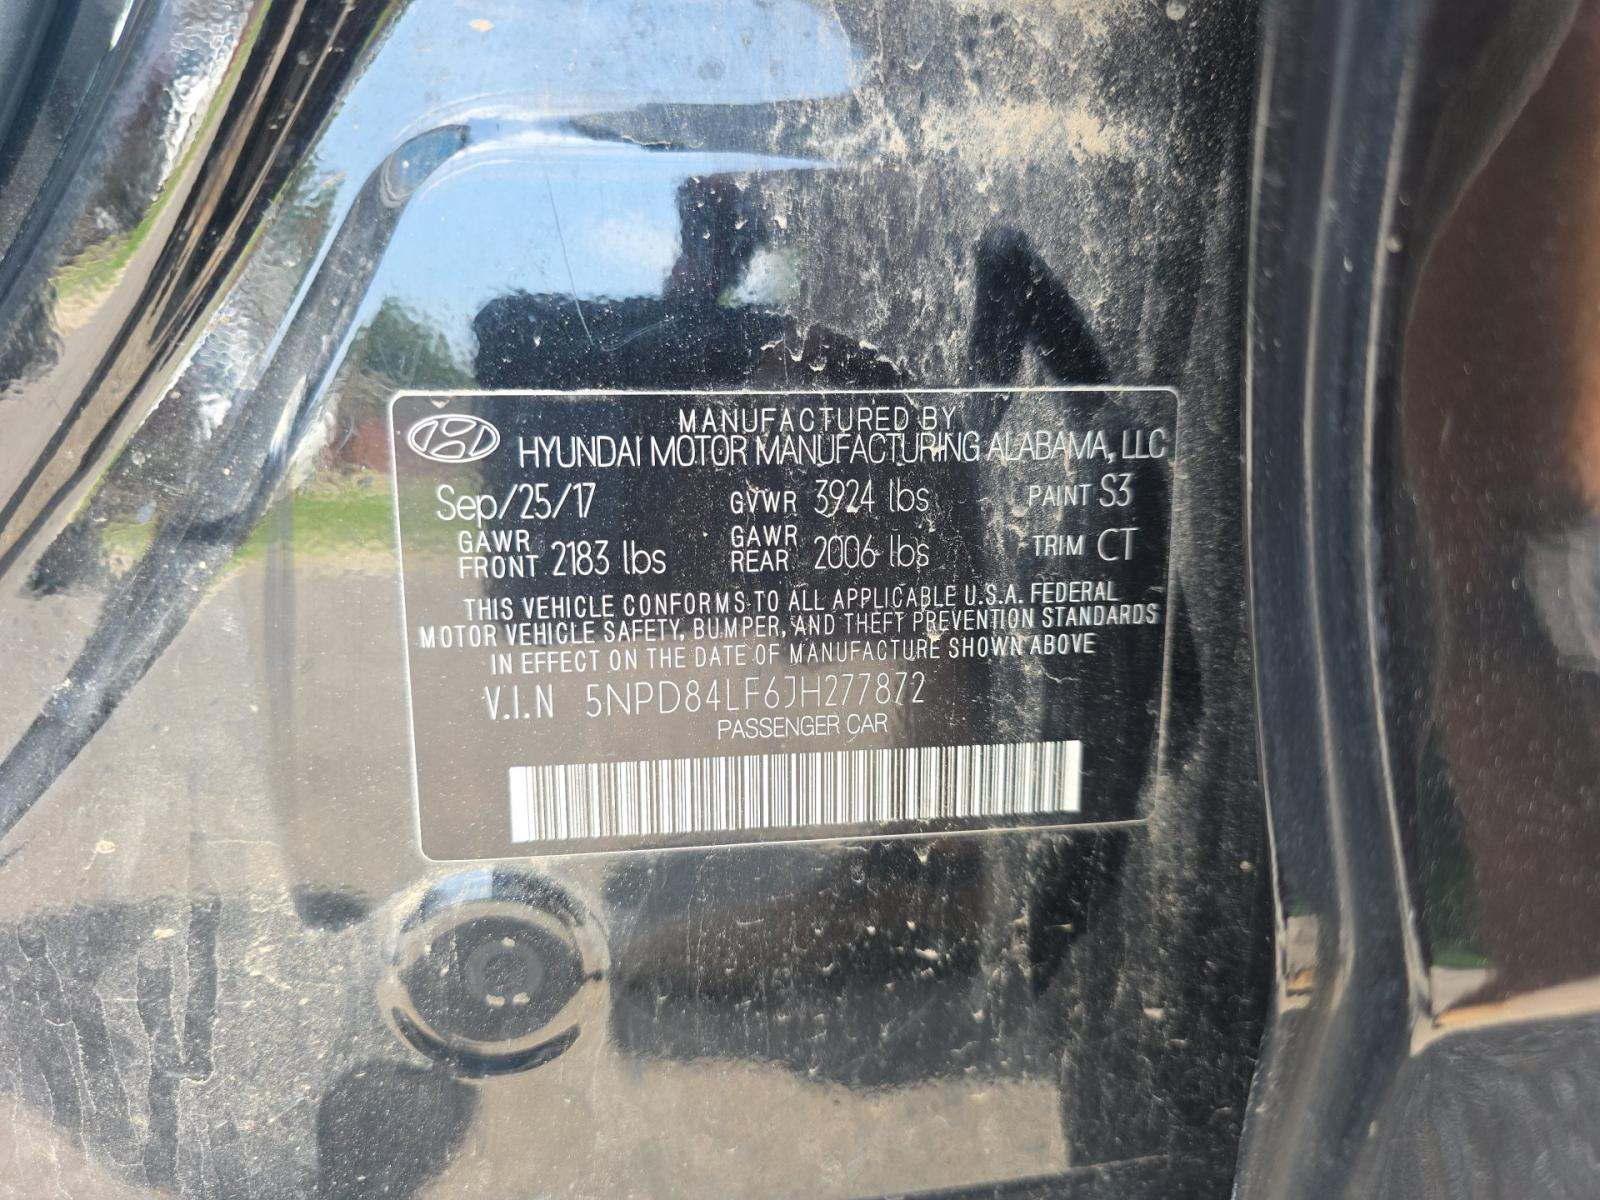 MANUFACTURED BY
HYUNDAI MOTOR MANUFACTURING ALABAMA, LLC
Sep/25/17 GVWR 3924 lbs PAINT S3
GAWR FRONT 2183 lbs GAWR REAR 2006 lbs TRIM CT
THIS VEHICLE CONFORMS TO ALL APPLICABLE U.S.A. FEDERAL
MOTOR VEHICLE SAFETY, BUMPER, AND THEFT PREVENTION STANDARDS
IN EFFECT ON THE DATE OF MANUFACTURE SHOWN ABOVE
V.I.N 5NPD84LF6JH277872
PASSENGER CAR